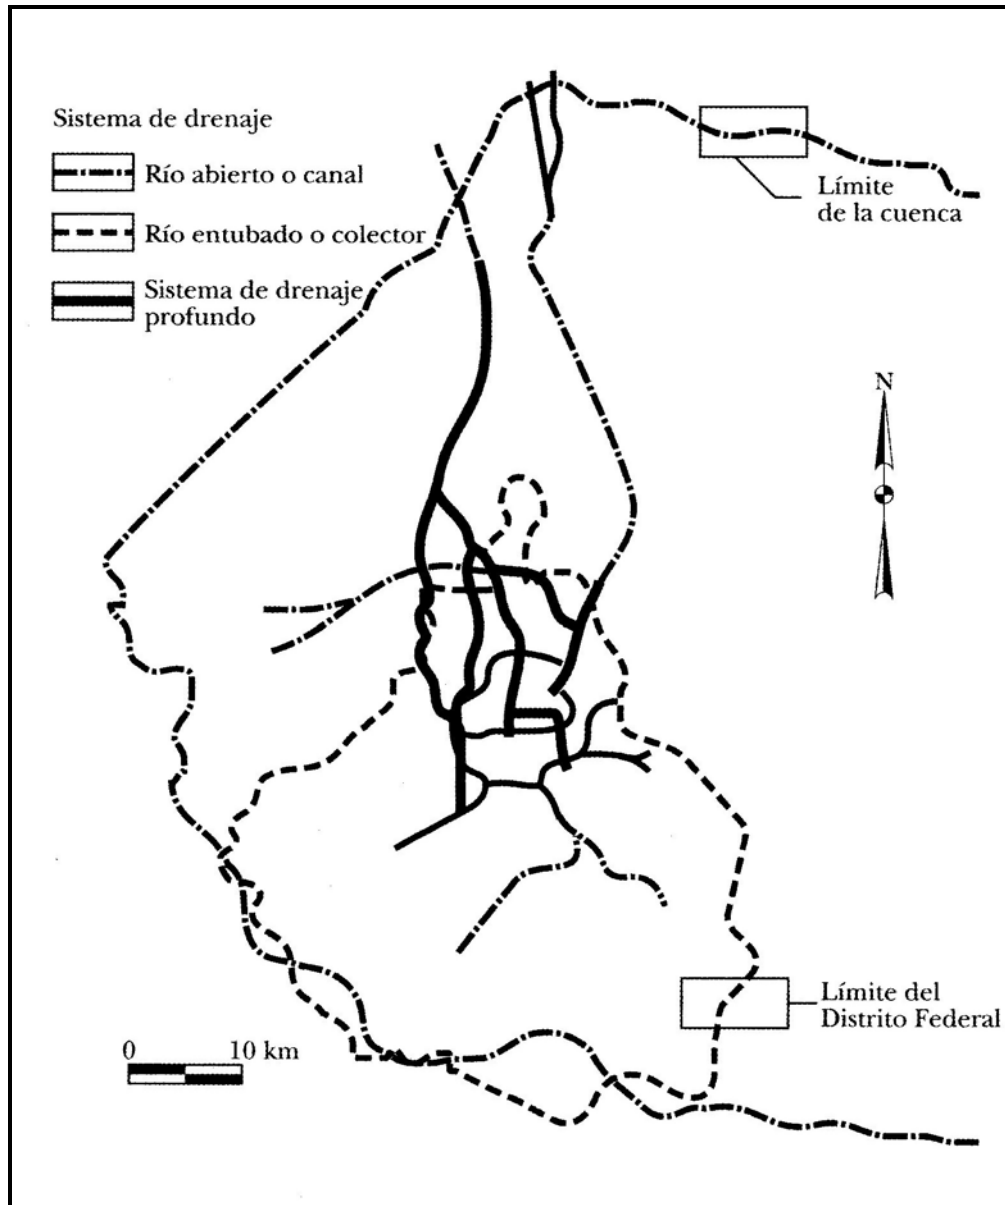 Sistema de drenaje
Río abierto o canal
Río entubado o colector
Sistema de drenaje
profundo
Límite
de la cuenca
N
Límite del
Distrito Federal
0 10 km